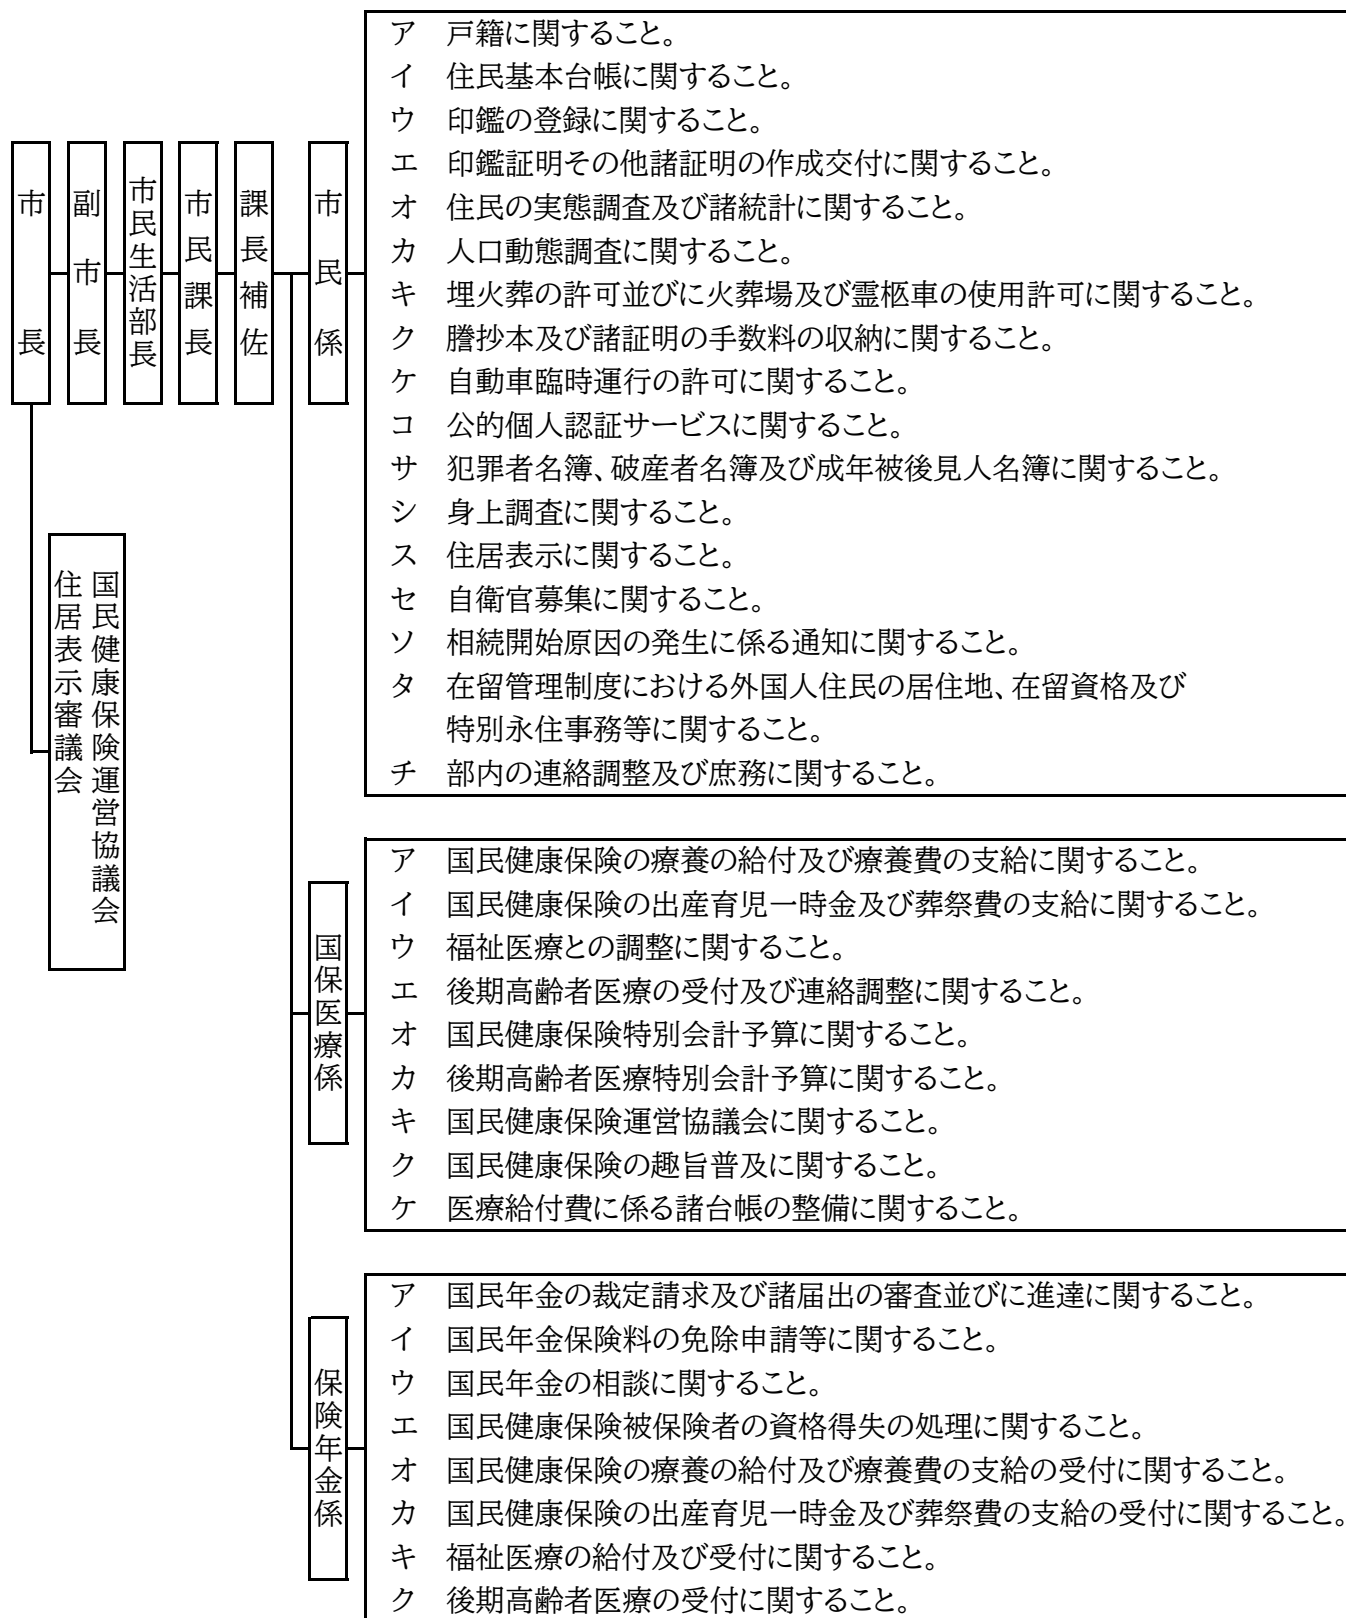 市長
副市長
市民生活部長
市民課長
課長補佐
市民係
ア 戸籍に関すること。
イ 住民基本台帳に関すること。
ウ 印鑑の登録に関すること。
エ 印鑑証明その他諸証明の作成交付に関すること。
オ 住民の実態調査及び諸統計に関すること。
カ 人口動態調査に関すること。
キ 埋火葬の許可並びに火葬場及び霊柩車の使用許可に関すること。
ク 謄抄本及び諸証明の手数料の収納に関すること。
ケ 自動車臨時運行の許可に関すること。
コ 公的個人認証サービスに関すること。
サ 犯罪者名簿、破産者名簿及び成年被後見人名簿に関すること。
シ 身上調査に関すること。
ス 住居表示に関すること。
セ 自衛官募集に関すること。
ソ 相続開始原因の発生に係る通知に関すること。
タ 在留管理制度における外国人住民の居住地、在留資格及び
特別永住事務等に関すること。
チ 部内の連絡調整及び庶務に関すること。
国民健康保険運営協議会
住居表示審議会
国保医療係
ア 国民健康保険の療養の給付及び療養費の支給に関すること。
イ 国民健康保険の出産育児一時金及び葬祭費の支給に関すること。
ウ 福祉医療との調整に関すること。
エ 後期高齢者医療の受付及び連絡調整に関すること。
オ 国民健康保険特別会計予算に関すること。
カ 後期高齢者医療特別会計予算に関すること。
キ 国民健康保険運営協議会に関すること。
ク 国民健康保険の趣旨普及に関すること。
ケ 医療給付費に係る諸台帳の整備に関すること。
保険年金係
ア 国民年金の裁定請求及び諸届出の審査並びに進達に関すること。
イ 国民年金保険料の免除申請等に関すること。
ウ 国民年金の相談に関すること。
エ 国民健康保険被保険者の資格得失の処理に関すること。
オ 国民健康保険の療養の給付及び療養費の支給の受付に関すること。
カ 国民健康保険の出産育児一時金及び葬祭費の支給の受付に関すること。
キ 福祉医療の給付及び受付に関すること。
ク 後期高齢者医療の受付に関すること。